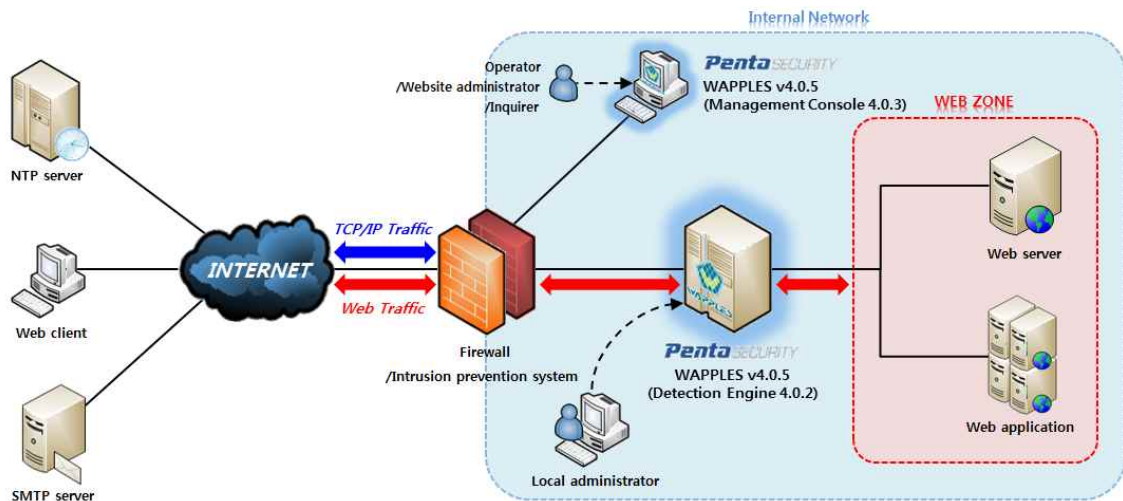 Internal Network
Operator
/Website administrator
/Inquirer
Penta SECURITY
WAPPLES v4.0.5
(Management Console 4.0.3)
WEB ZONE
NTP server
Web client
SMTP server
INTERNET
TCP/IP Traffic
Web Traffic
Firewall
/Intrusion prevention system
WAPPLES
Penta SECURITY
WAPPLES v4.0.5
(Detection Engine 4.0.2)
Local administrator
Web server
Web application